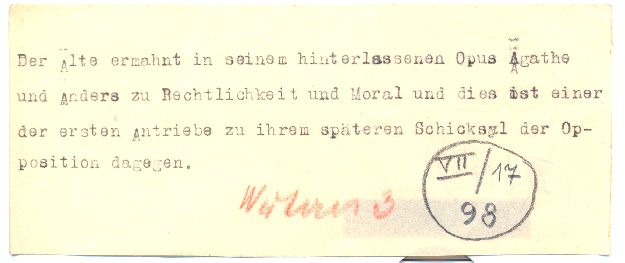 Der Alte ermahnt in seinem hinterlassenen Opus Agathe
und Anders zu Rechtlichkeit und Moral und dies ist einer
der ersten Antriebe zu ihrem späteren Schicksal der Op-
position dagegen.
VII/17
98
3